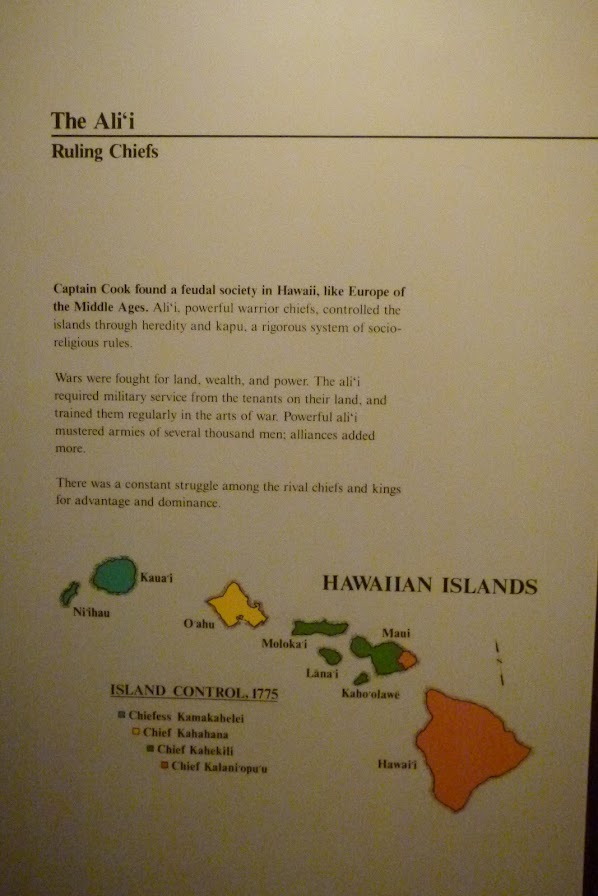 The Ali‘i
Ruling Chiefs
Captain Cook found a feudal society in Hawaii, like Europe of
the Middle Ages. Ali‘i, powerful warrior chiefs, controlled the
islands through heredity and kapu, a rigorous system of socio-
religious rules.
Wars were fought for land, wealth, and power. The ali‘i
required military service from the tenants on their land, and
trained them regularly in the arts of war. Powerful ali‘i
mustered armies of several thousand men; alliances added
more.
There was a constant struggle among the rival chiefs and kings
for advantage and dominance.
HAWAIIAN ISLANDS
Kaua‘i
Ni‘ihau
O‘ahu
Moloka‘i
Maui
Lāna‘i
Kaho‘olawe
Hawai‘i
ISLAND CONTROL, 1775
Chiefess Kamakahelei
Chief Kahahana
Chief Kahekili
Chief Kalani‘opu‘u